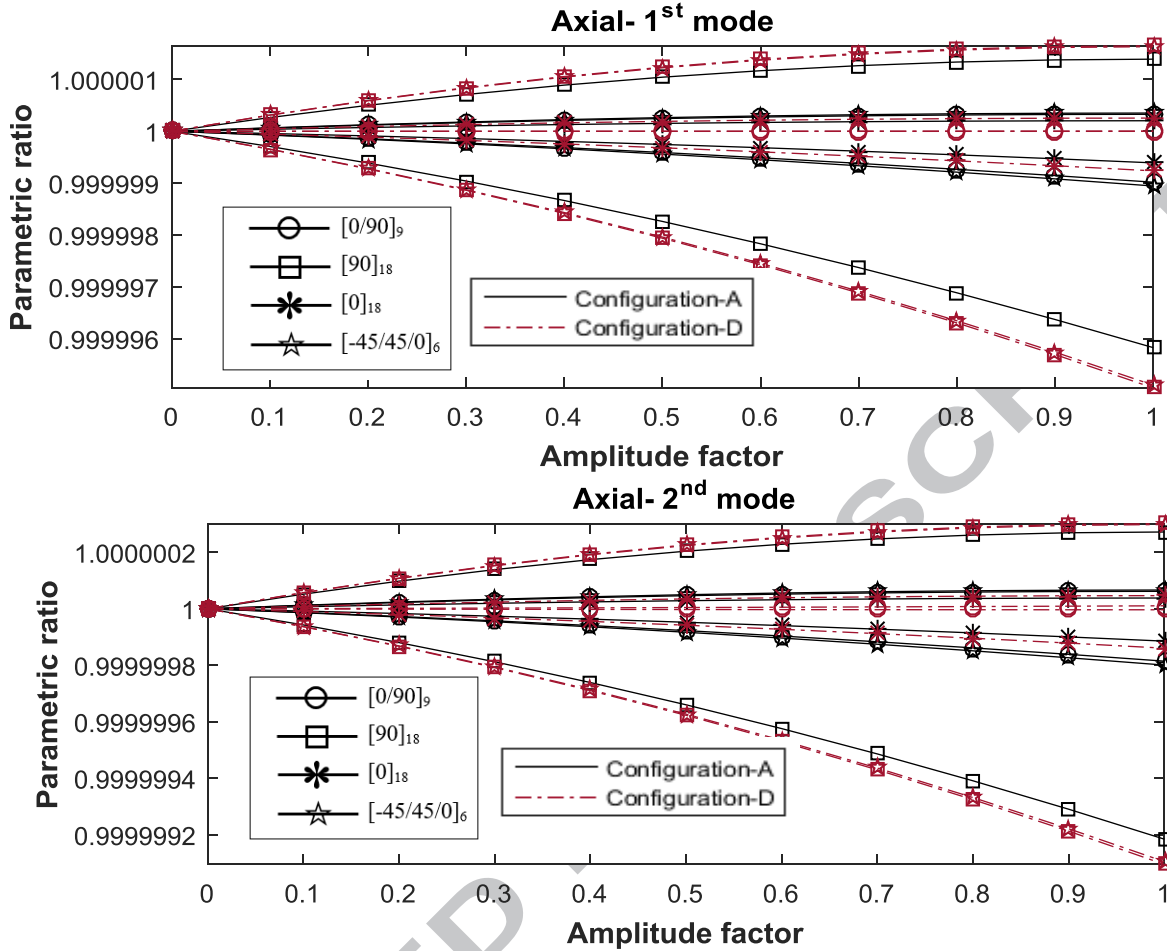 Axial- 1st mode
Parametric ratio
1.000001
1
0.999999
0.999998
0.999997
0.999996
[0/90]9
[90]18
[0]18
[-45/45/0]6
Configuration-A
Configuration-D
0 0.1 0.2 0.3 0.4 0.5 0.6 0.7 0.8 0.9 1
Amplitude factor
Axial- 2nd mode
Parametric ratio
1.0000002
1
0.9999998
0.9999996
0.9999994
0.9999992
[0/90]9
[90]18
[0]18
[-45/45/0]6
Configuration-A
Configuration-D
0 0.1 0.2 0.3 0.4 0.5 0.6 0.7 0.8 0.9 1
Amplitude factor